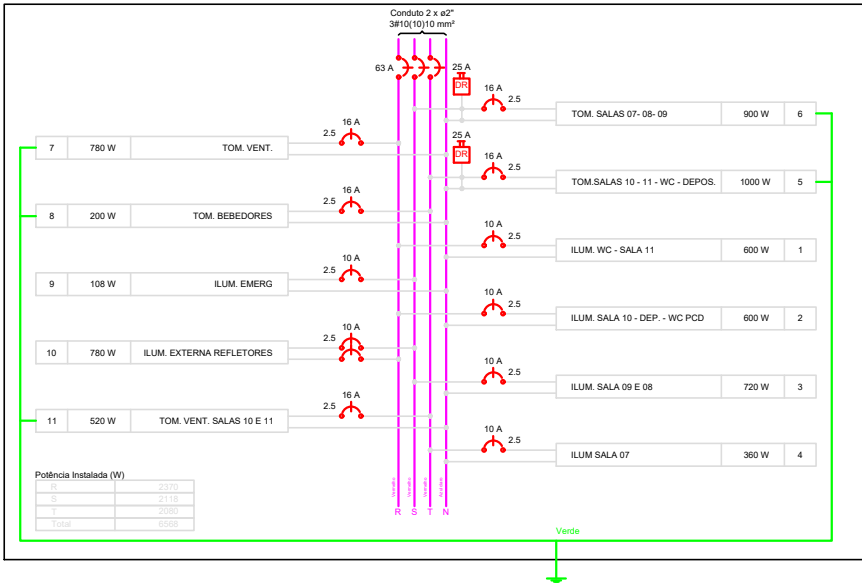 Conduto 2 x ø2"
3#10(10)10 mm²
63 A
25 A
DR
16 A
2.5
TOM. SALAS 07- 08- 09 900 W 6
25 A
DR
16 A
2.5
TOM.SALAS 10 - 11 - WC - DEPOS. 1000 W 5
10 A
2.5
ILUM. WC - SALA 11 600 W 1
10 A
2.5
ILUM. SALA 10 - DEP. - WC PCD 600 W 2
10 A
2.5
ILUM. SALA 09 E 08 720 W 3
10 A
2.5
ILUM SALA 07 360 W 4
16 A
2.5
7 780 W TOM. VENT.
16 A
2.5
8 200 W TOM. BEBEDORES
10 A
2.5
9 108 W ILUM. EMERG
10 A
2.5
10 780 W ILUM. EXTERNA REFLETORES
16 A
2.5
11 520 W TOM. VENT. SALAS 10 E 11
Potência Instalada (W)
R 2370
S 2118
T 2080
Total 6568
Vermelho
Vermelho
Vermelho
R S T N
Verde